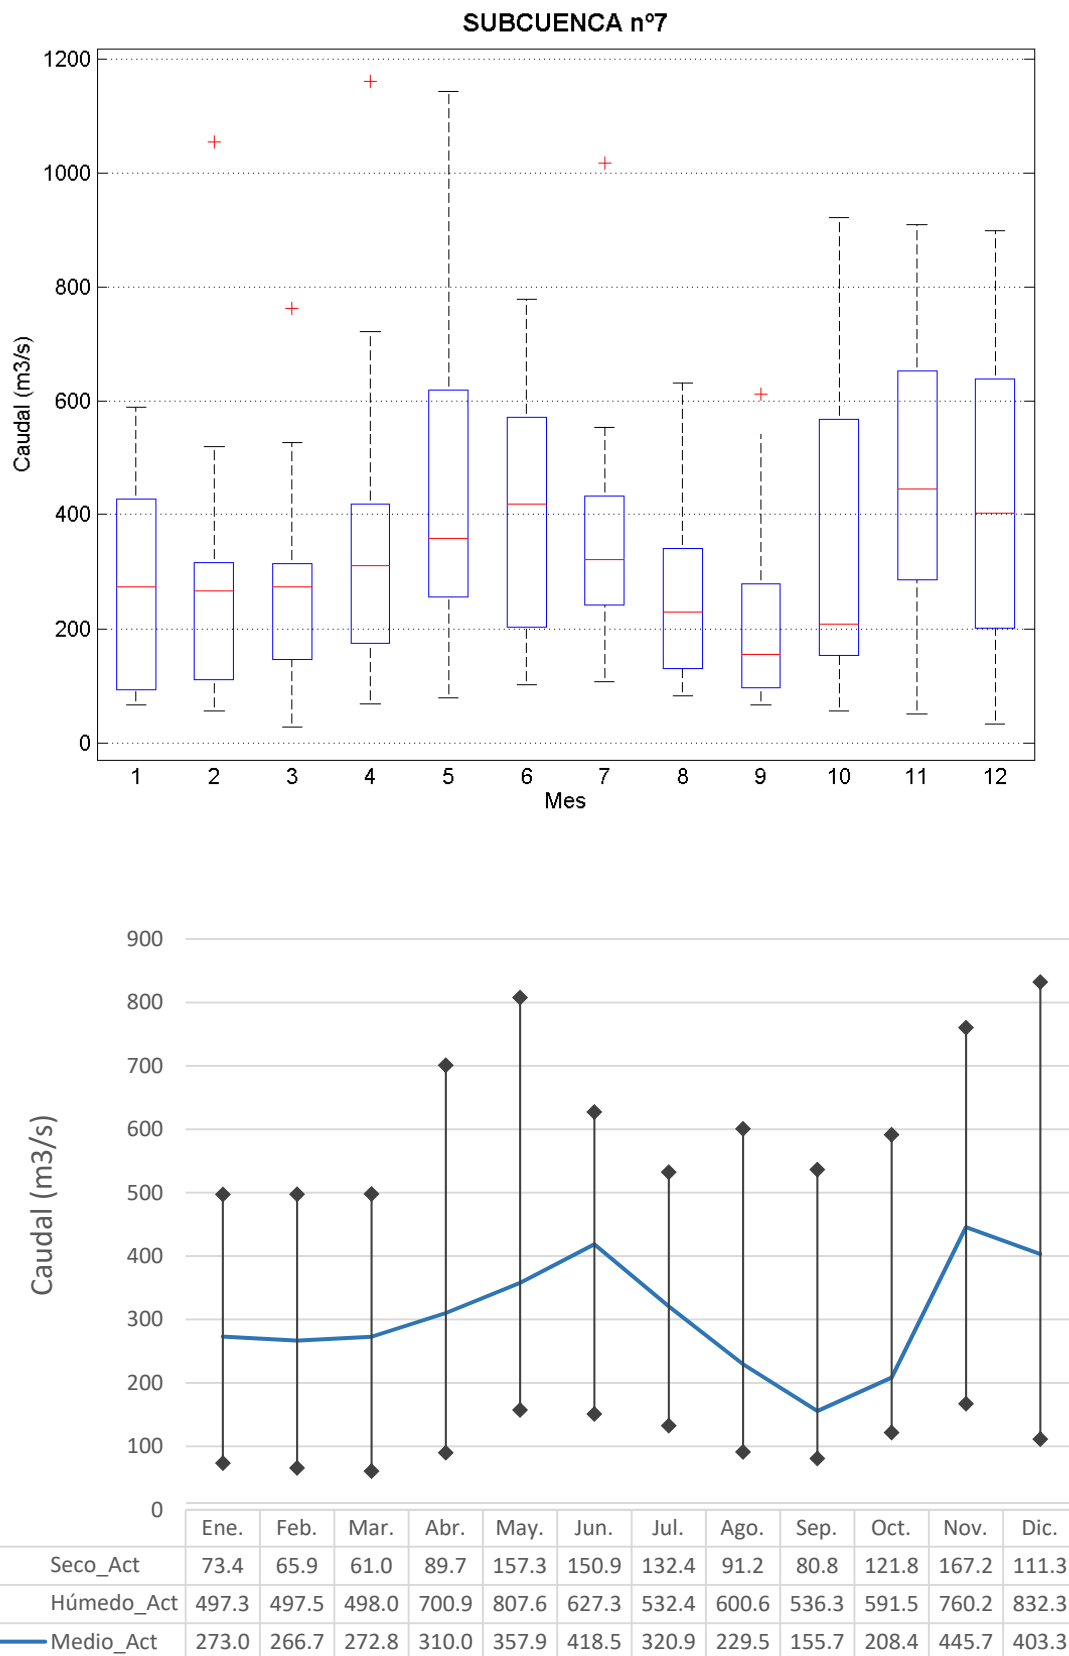 SUBCUENCA nº7
1200
1000
800
600
400
200
0
Caudal (m3/s)
1 2 3 4 5 6 7 8 9 10 11 12
Mes
900
800
700
600
500
400
300
200
100
0
Caudal (m3/s)
Ene. Feb. Mar. Abr. May. Jun. Jul. Ago. Sep. Oct. Nov. Dic.
Seco_Act 73.4 65.9 61.0 89.7 157.3 150.9 132.4 91.2 80.8 121.8 167.2 111.3
Húmedo_Act 497.3 497.5 498.0 700.9 807.6 627.3 532.4 600.6 536.3 591.5 760.2 832.3
Medio_Act 273.0 266.7 272.8 310.0 357.9 418.5 320.9 229.5 155.7 208.4 445.7 403.3